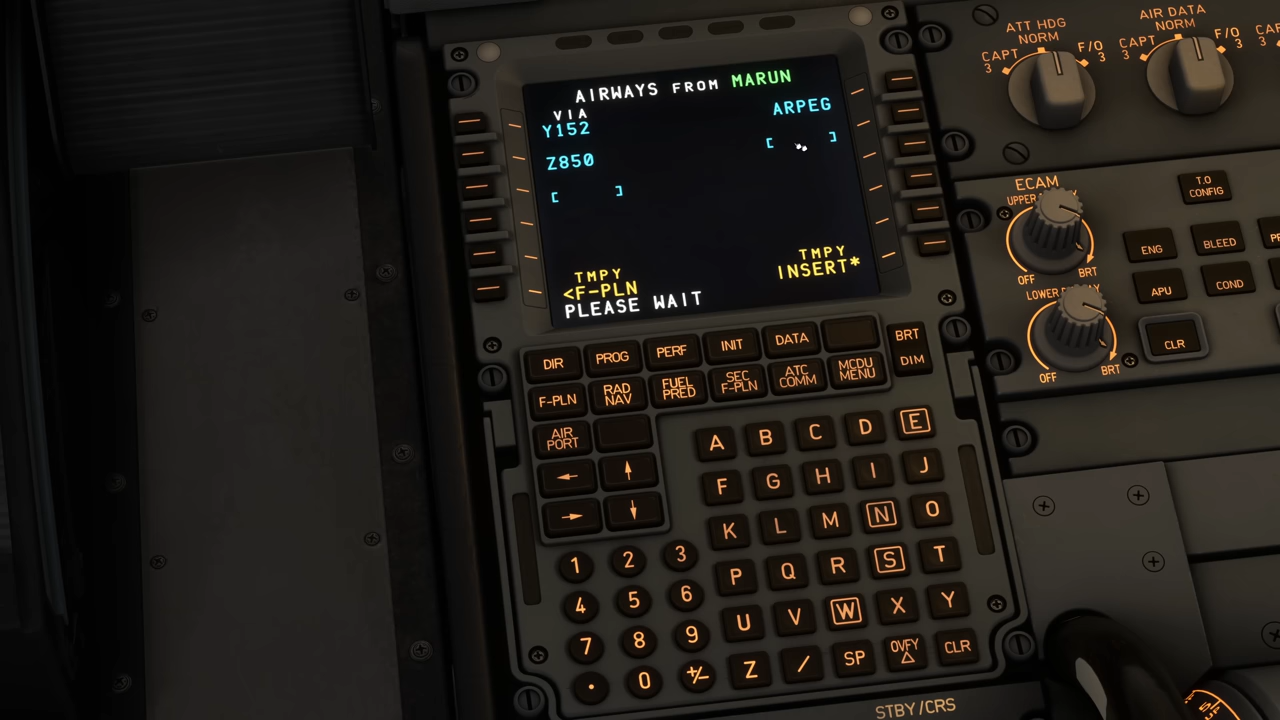 AIRWAYS FROM MARUN
VIA
Y152 ARPEG
Z850 [ ]
[ ]
TMPY TMPY
<F-PLN INSERT*
PLEASE WAIT
DIR PROG PERF INIT DATA BRT
F-PLN RAD NAV FUEL PRED SEC F-PLN ATC COMM MCDU MENU DIM
AIR PORT
← ↑
→ ↓
A B C D E
F G H I J
K L M N O
P Q R S T
U V W X Y
Z / SP OVFY △ CLR
1 2 3
4 5 6
7 8 9
. 0 +/-
ATT HDG
NORM
CAPT 3 F/O 3
AIR DATA
NORM
CAPT 3 F/O 3
ECAM
OFF BRT
OFF BRT
T.O CONFIG
ENG BLEED
APU COND
CLR
STBY/CRS